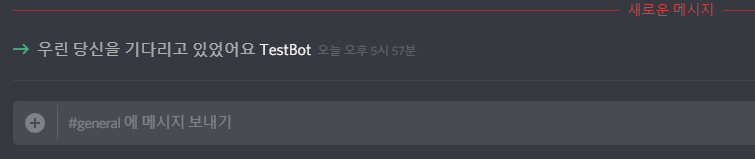 새로운 메시지
우린 당신을 기다리고 있었어요 TestBot 오늘 오후 5시 57분
#general 에 메시지 보내기